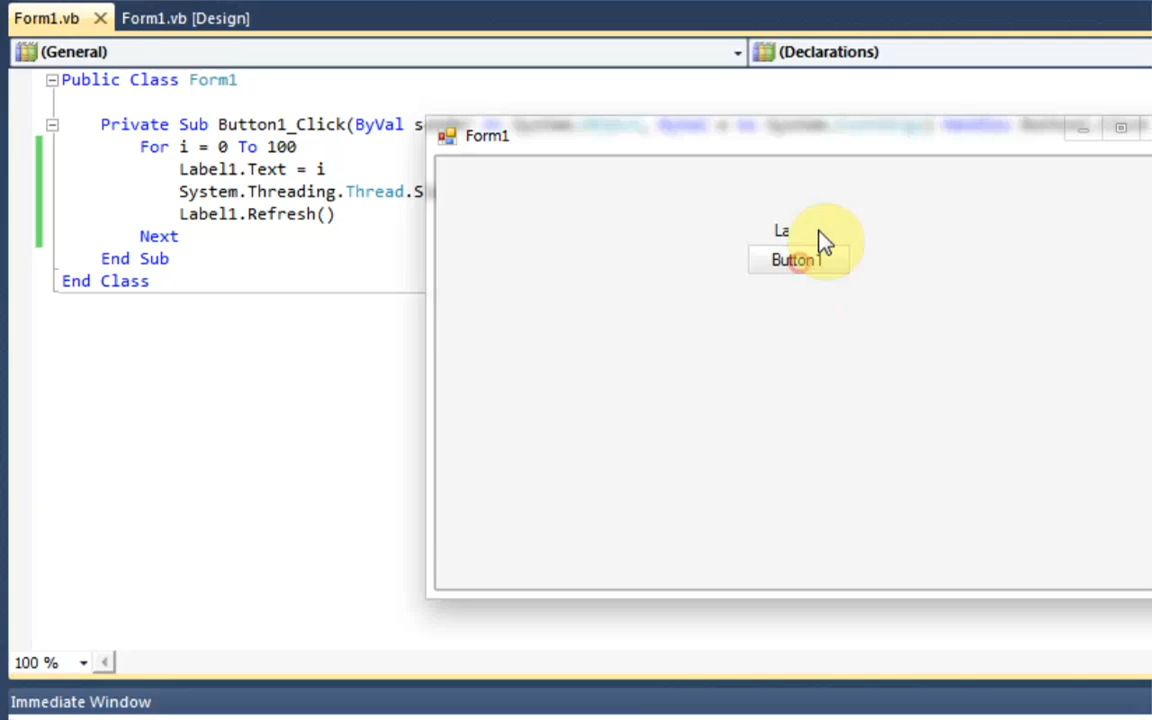 Form1.vb Form1.vb [Design]
(General) (Declarations)
Public Class Form1
Private Sub Button1_Click(ByVal
For i = 0 To 100
Label1.Text = i
System.Threading.Thread.S
Label1.Refresh()
Next
End Sub
End Class
Form1
La
Button1
100 %
Immediate Window